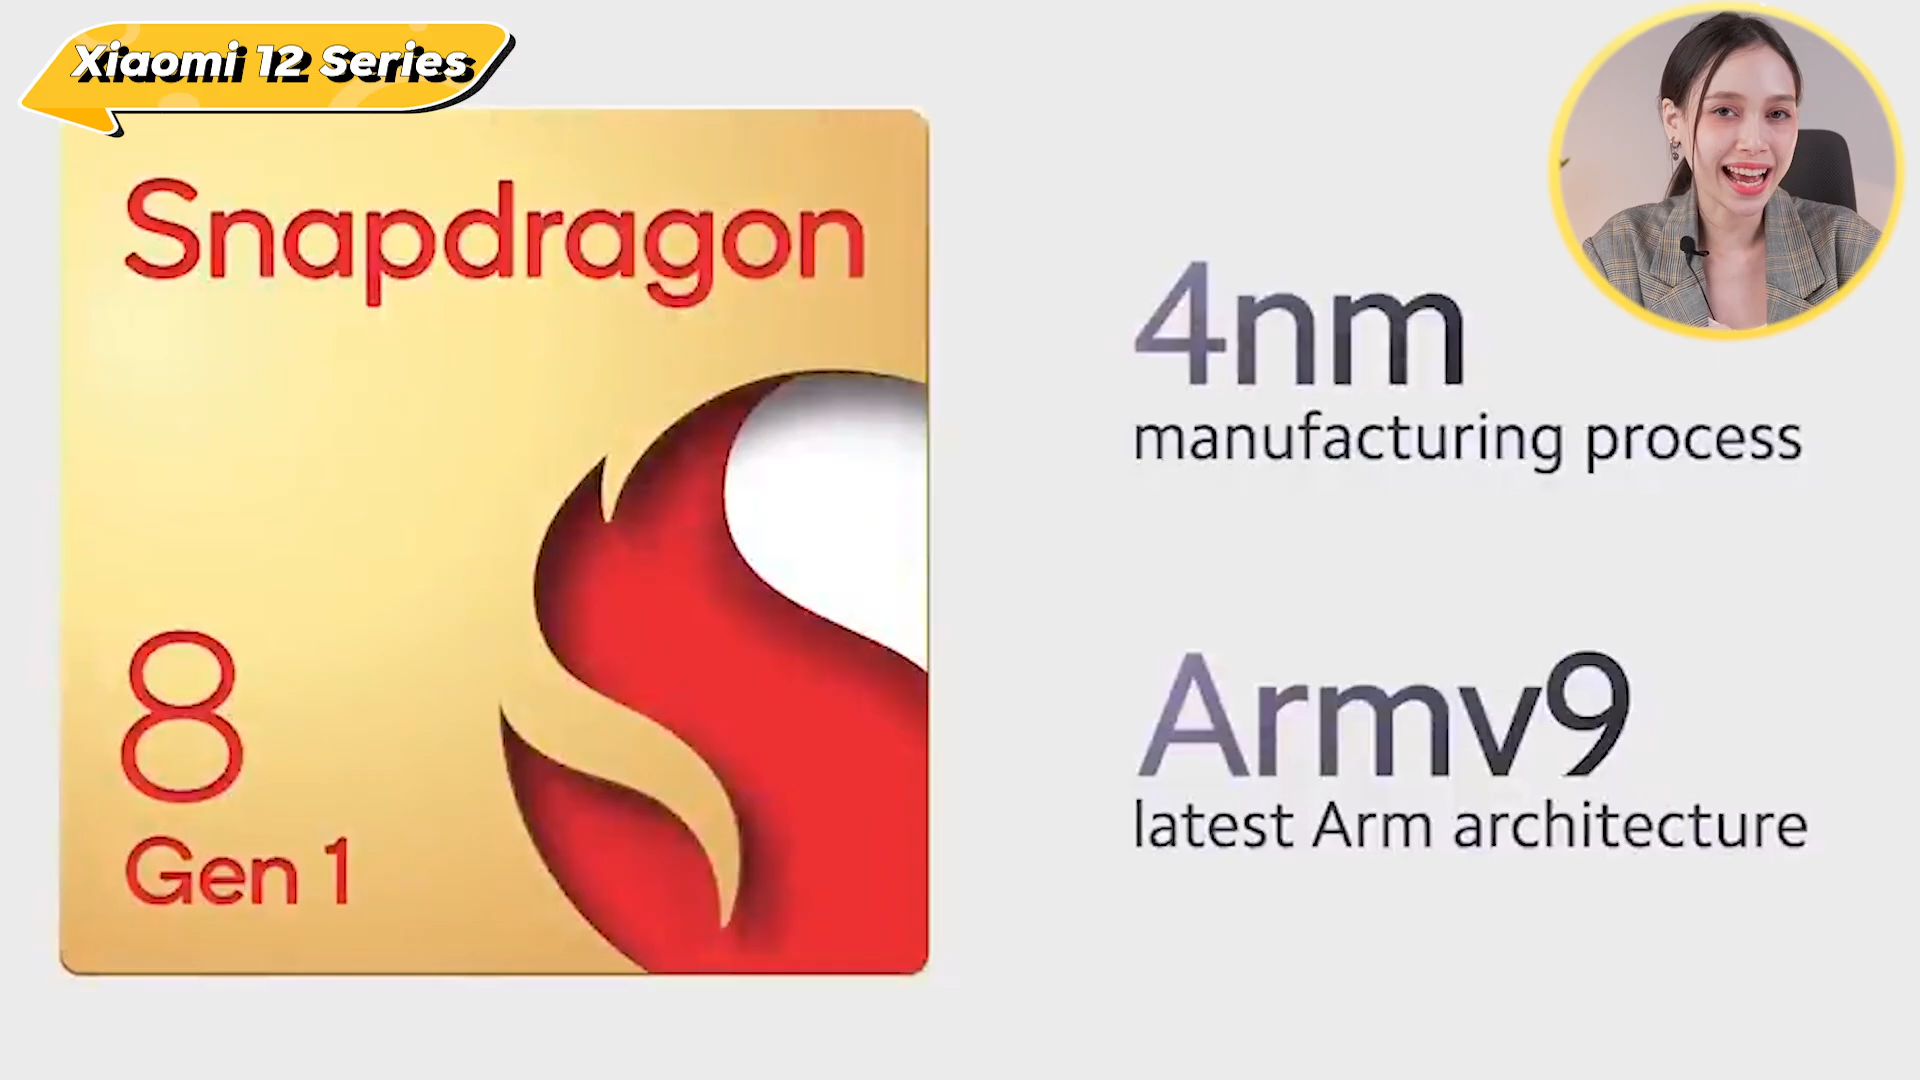 Xiaomi 12 Series
Snapdragon
8
Gen 1
4nm
manufacturing process
Armv9
latest Arm architecture